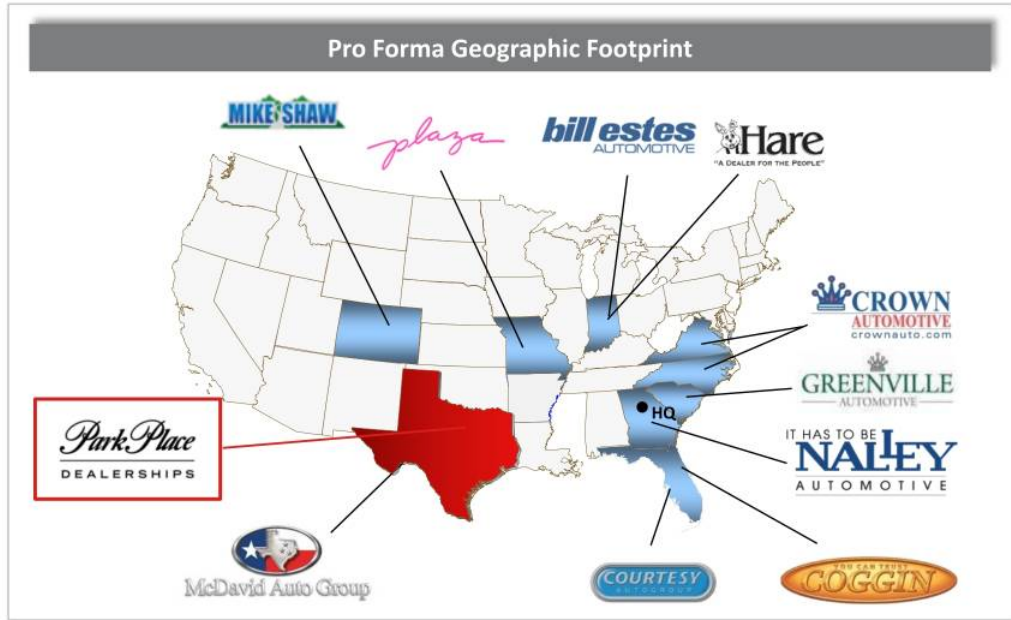 Pro Forma Geographic Footprint
MIKE SHAW
plaza
bill estes
AUTOMOTIVE
Hare
"A DEALER FOR THE PEOPLE"
CROWN
AUTOMOTIVE
crownauto.com
GREENVILLE
AUTOMOTIVE
HQ
IT HAS TO BE
NALLEY
AUTOMOTIVE
Park Place
DEALERSHIPS
McDavid Auto Group
COURTESY
AUTOGROUP
YOU CAN TRUST
COGGIN